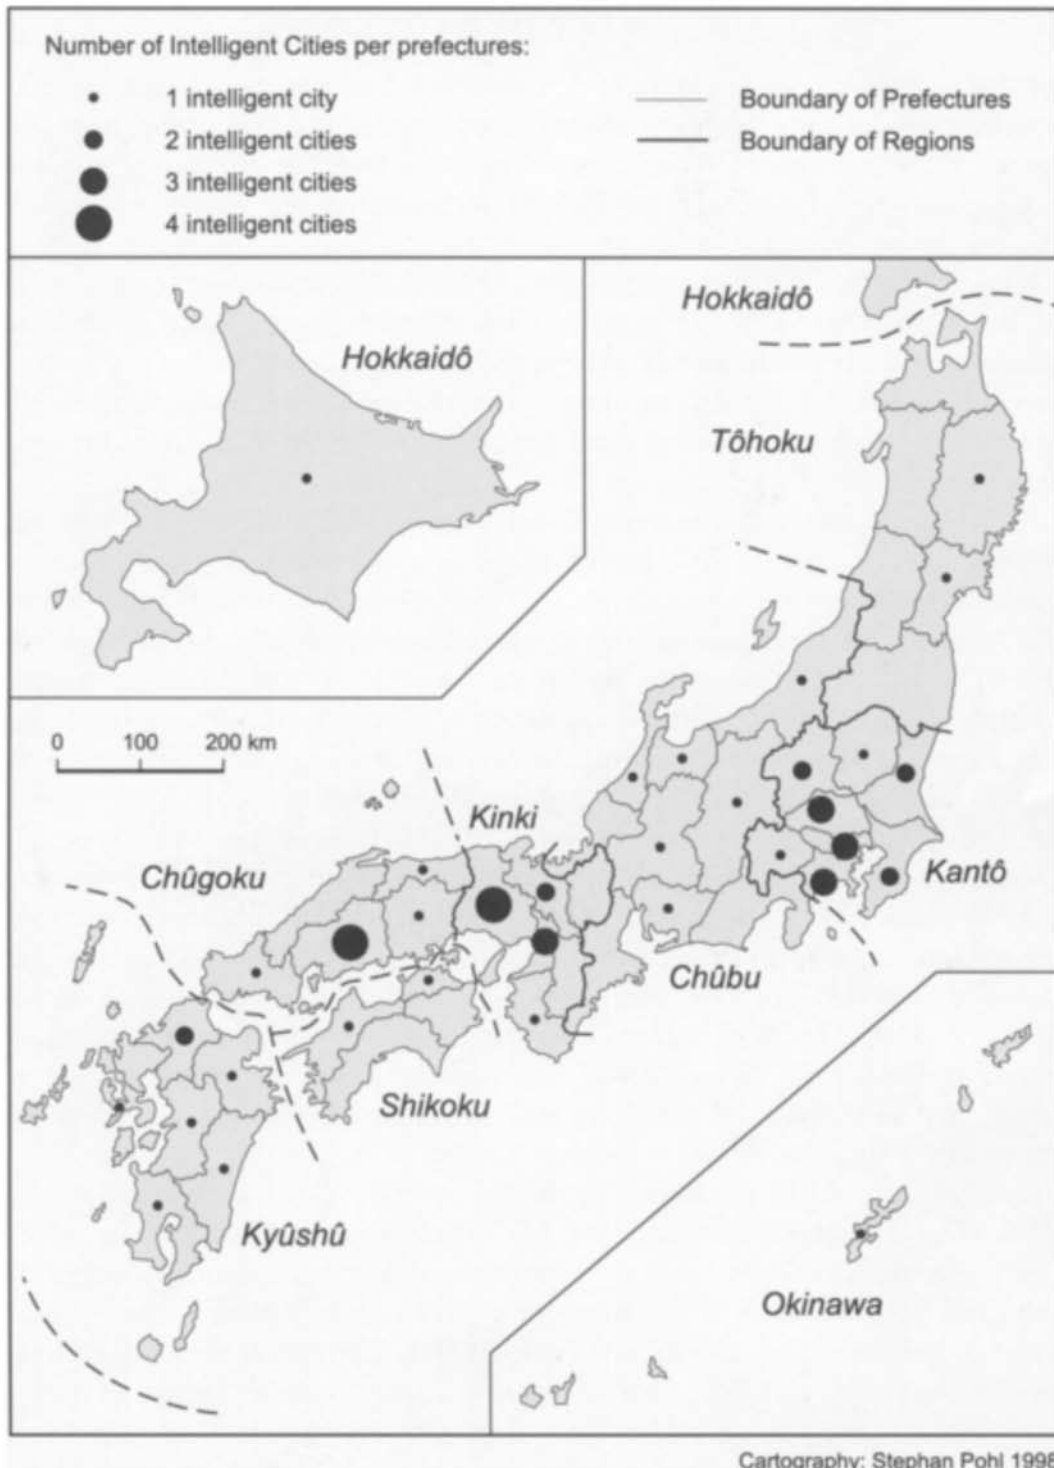 Number of Intelligent Cities per prefectures:
1 intelligent city
2 intelligent cities
3 intelligent cities
4 intelligent cities
Boundary of Prefectures
Boundary of Regions
Hokkaidô
Hokkaidô
Tôhoku
0 100 200 km
Kinki
Chûgoku
Kantô
Chûbu
Shikoku
Kyûshû
Okinawa
Cartography: Stephan Pohl 1998